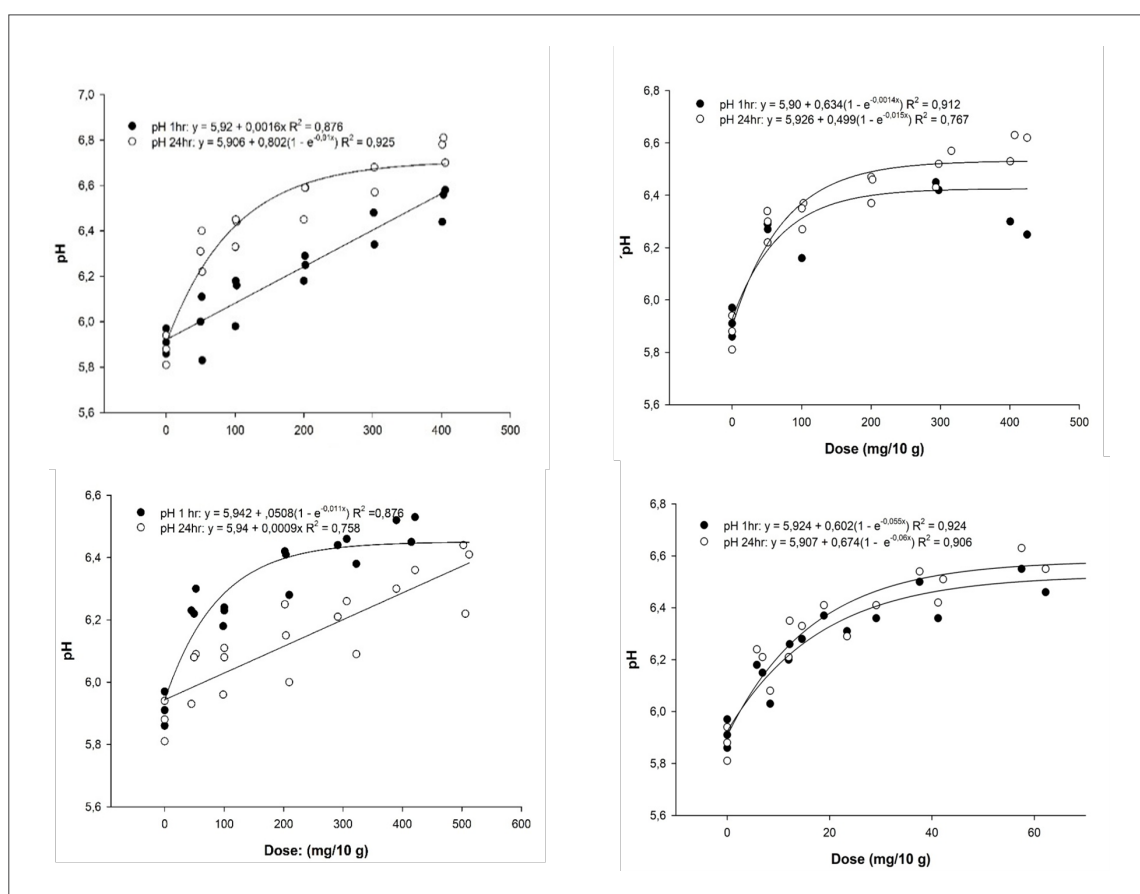 7,0
6,8
6,6
6,4
6,2
6,0
5,8
5,6
pH
pH 1hr: y = 5,92 + 0,0016x R² = 0,876
pH 24hr: y = 5,906 + 0,802(1 - e^-0,01x) R² = 0,925
0 100 200 300 400 500
6,8
6,6
6,4
6,2
6,0
5,8
5,6
´pH
pH 1hr: y = 5,90 + 0,634(1 - e^-0,0014x) R² = 0,912
pH 24hr: y = 5,926 + 0,499(1 - e^-0,015x) R² = 0,767
0 100 200 300 400 500
Dose (mg/10 g)
6,6
6,4
6,2
6,0
5,8
5,6
pH
pH 1 hr: y = 5,942 + ,0508(1 - e^-0,011x) R² = 0,876
pH 24hr: y = 5,94 + 0,0009x R² = 0,758
0 100 200 300 400 500 600
Dose: (mg/10 g)
6,8
6,6
6,4
6,2
6,0
5,8
5,6
pH
pH 1hr: y = 5,924 + 0,602(1 - e^-0,055x) R² = 0,924
pH 24hr: y = 5,907 + 0,674(1 - e^-0,06x) R² = 0,906
0 20 40 60
Dose (mg/10 g)